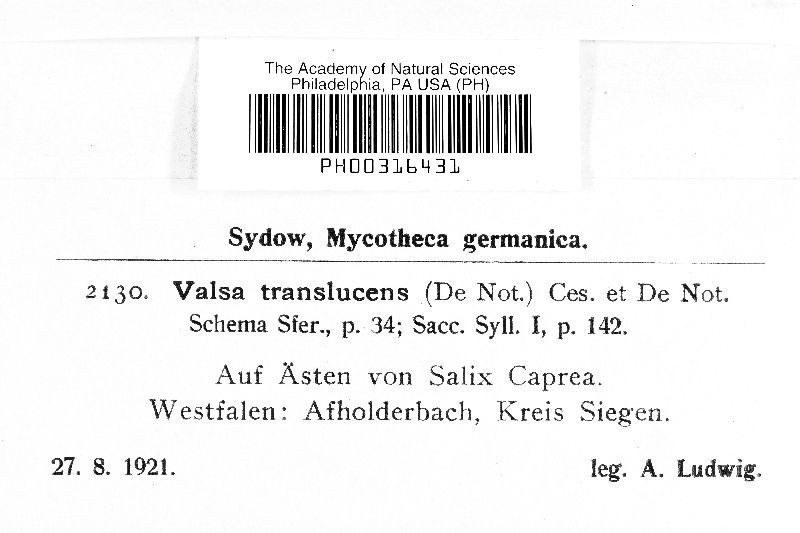 The Academy of Natural Sciences
Philadelphia, PA USA (PH)
PH00316431
Sydow, Mycotheca germanica.
2130. Valsa translucens (De Not.) Ces. et De Not.
Schema Sfer., p. 34; Sacc. Syll. I, p. 142.
Auf Ästen von Salix Caprea.
Westfalen: Afholderbach, Kreis Siegen.
27. 8. 1921. leg. A. Ludwig.